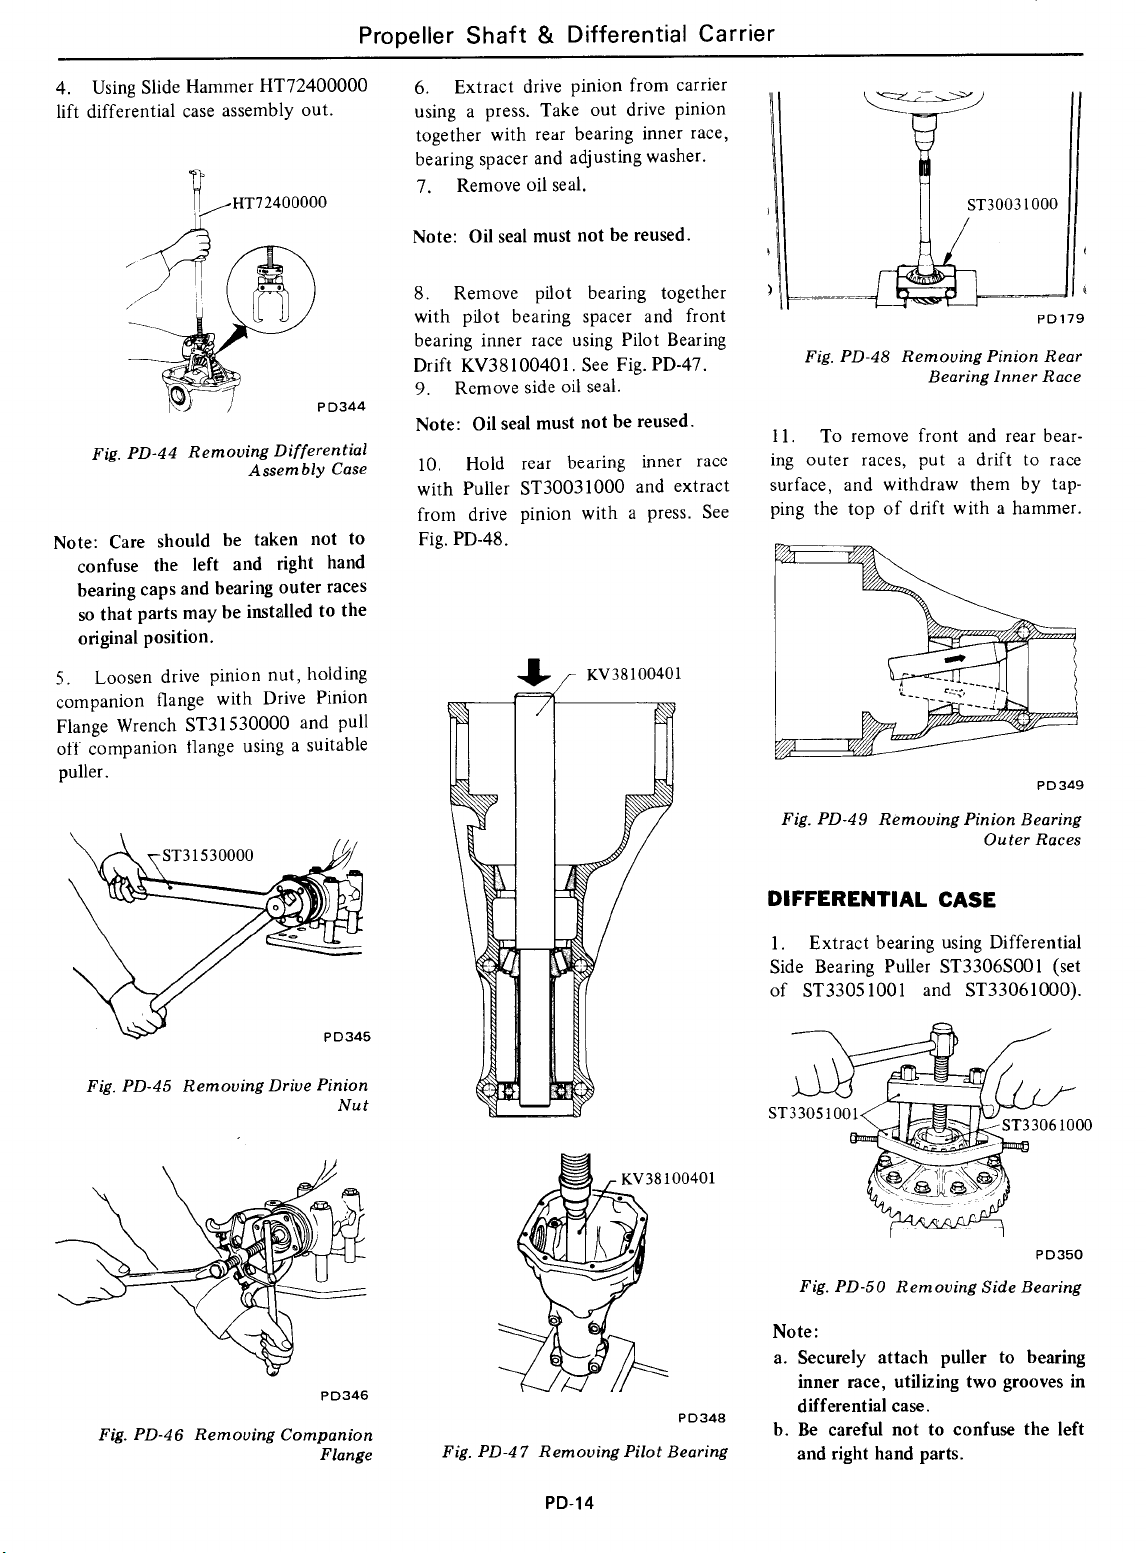 Propeller Shaft & Differential Carrier
4. Using Slide Hammer HT72400000
lift differential case assembly out.
HT72400000
PD344
Fig. PD-44 Removing Differential
Assembly Case
Note: Care should be taken not to
confuse the left and right hand
bearing caps and bearing outer races
so that parts may be installed to the
original position.
5. Loosen drive pinion nut, holding
companion flange with Drive Pinion
Flange Wrench ST31530000 and pull
off companion flange using a suitable
puller.
ST31530000
PD345
Fig. PD-45 Removing Drive Pinion
Nut
PD346
Fig. PD-46 Removing Companion
Flange
6. Extract drive pinion from carrier
using a press. Take out drive pinion
together with rear bearing inner race,
bearing spacer and adjusting washer.
7. Remove oil seal.
Note: Oil seal must not be reused.
8. Remove pilot bearing together
with pilot bearing spacer and front
bearing inner race using Pilot Bearing
Drift KV38100401. See Fig. PD-47.
9. Remove side oil seal.
Note: Oil seal must not be reused.
10. Hold rear bearing inner race
with Puller ST30031000 and extract
from drive pinion with a press. See
Fig. PD-48.
KV38100401
KV38100401
PD348
Fig. PD-47 Removing Pilot Bearing
ST30031000
PD179
Fig. PD-48 Removing Pinion Rear
Bearing Inner Race
11. To remove front and rear bear-
ing outer races, put a drift to race
surface, and withdraw them by tap-
ping the top of drift with a hammer.
PD349
Fig. PD-49 Removing Pinion Bearing
Outer Races
DIFFERENTIAL CASE
1. Extract bearing using Differential
Side Bearing Puller ST3306S001 (set
of ST33051001 and ST33061000).
ST33051001
ST33061000
PD350
Fig. PD-50 Removing Side Bearing
Note:
a. Securely attach puller to bearing
inner race, utilizing two grooves in
differential case.
b. Be careful not to confuse the left
and right hand parts.
PD-14